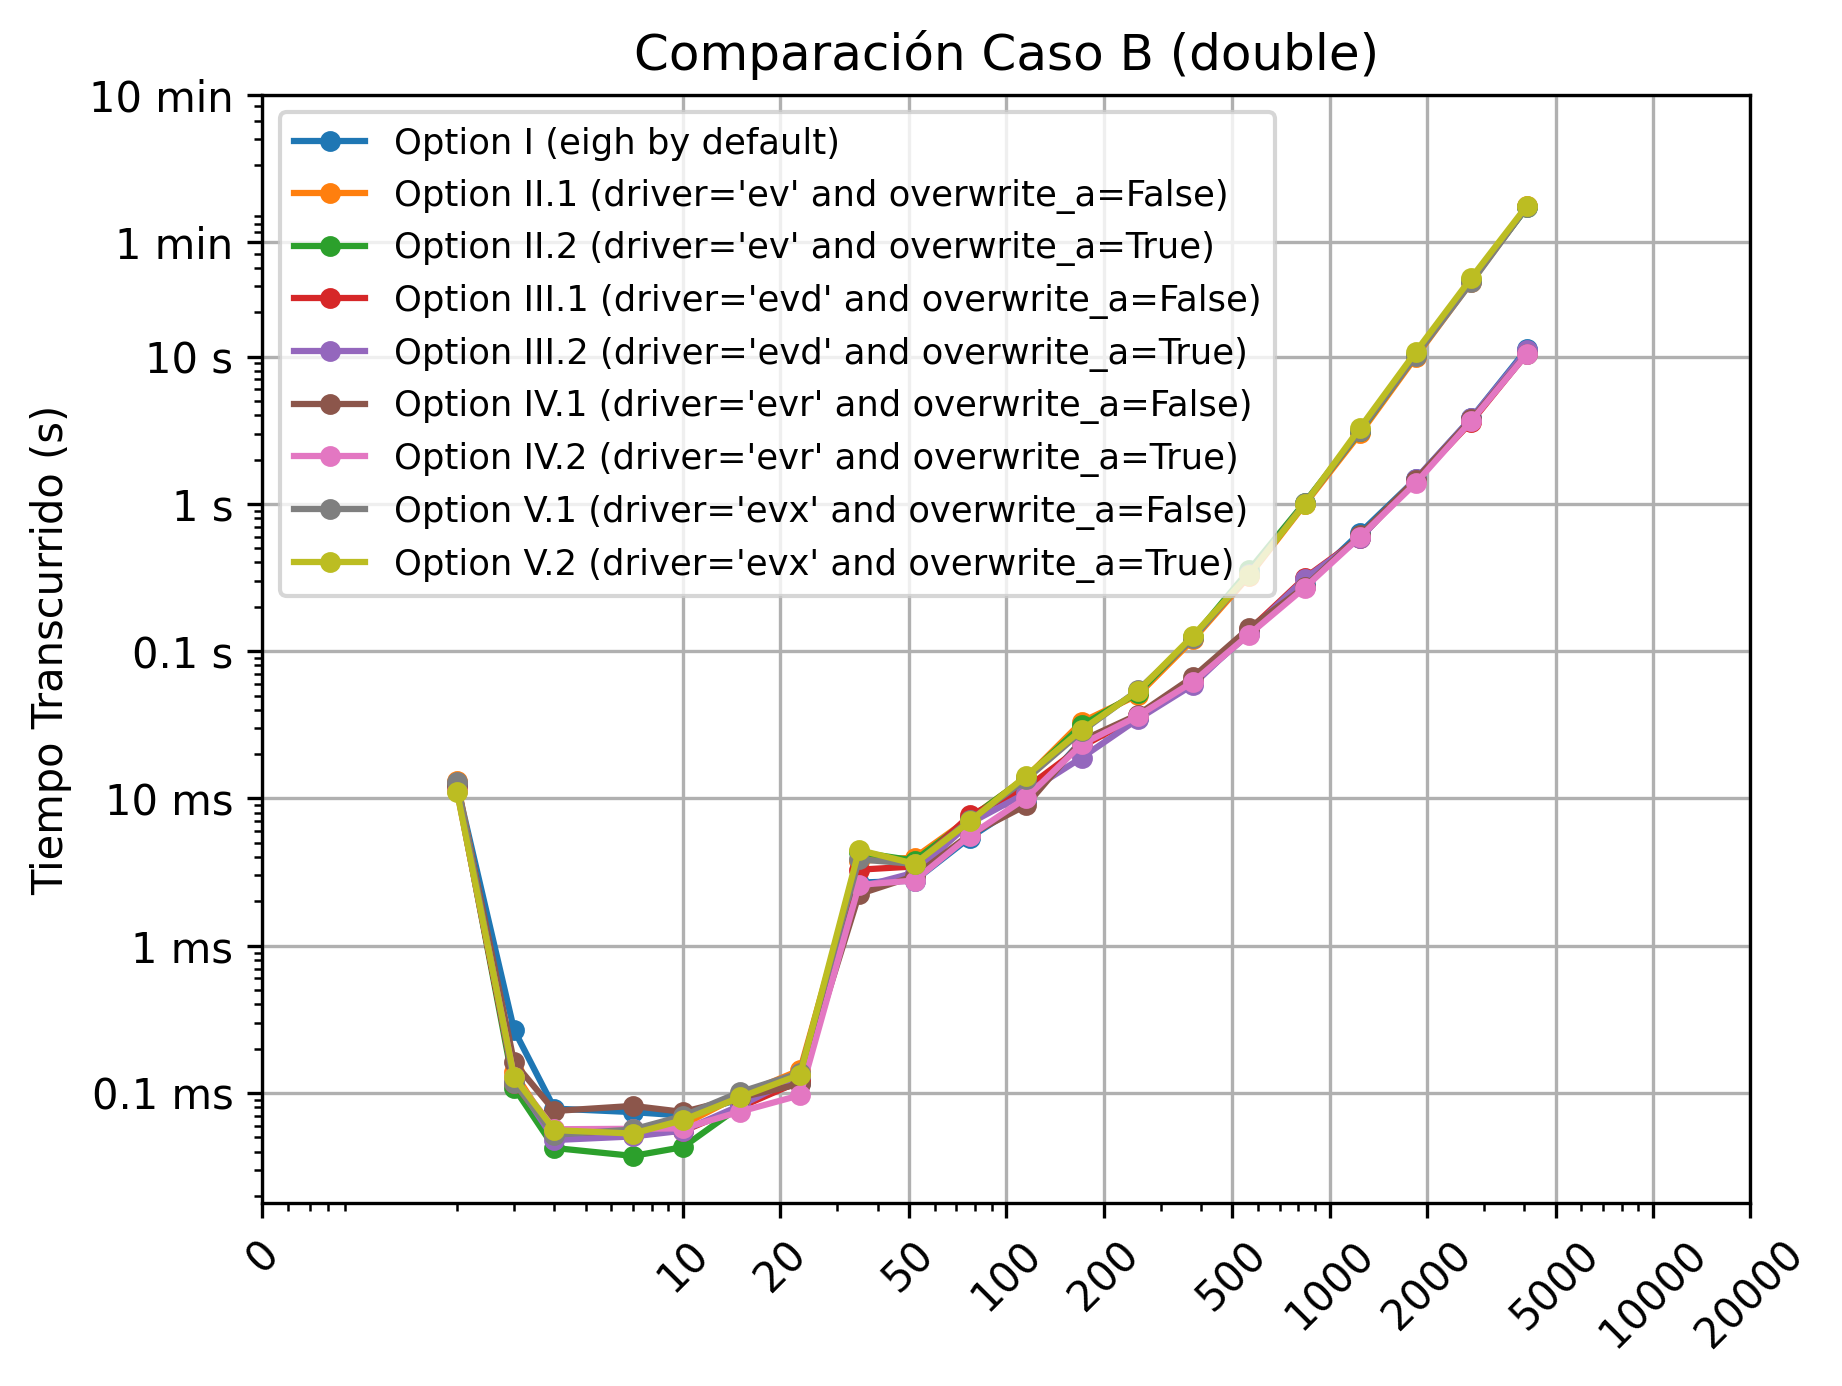 Comparación Caso B (double)
10 min
1 min
10 s
1 s
0.1 s
10 ms
1 ms
0.1 ms
Tiempo Transcurrido (s)
Option I (eigh by default)
Option II.1 (driver='ev' and overwrite_a=False)
Option II.2 (driver='ev' and overwrite_a=True)
Option III.1 (driver='evd' and overwrite_a=False)
Option III.2 (driver='evd' and overwrite_a=True)
Option IV.1 (driver='evr' and overwrite_a=False)
Option IV.2 (driver='evr' and overwrite_a=True)
Option V.1 (driver='evx' and overwrite_a=False)
Option V.2 (driver='evx' and overwrite_a=True)
0
10
20
50
100
200
500
1000
2000
5000
10000
20000